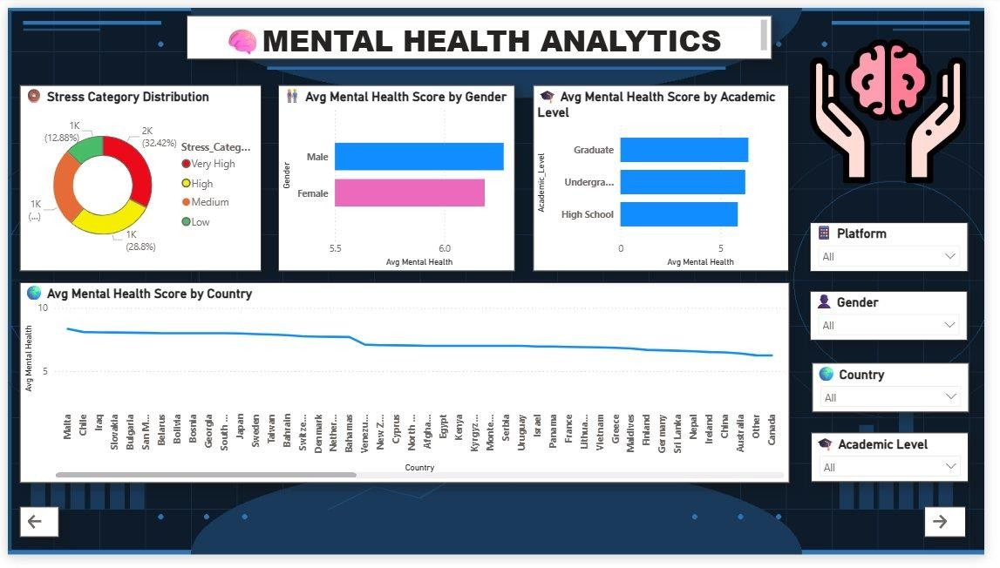 MENTAL HEALTH ANALYTICS
Stress Category Distribution
1K
(12.88%)
2K
(32.42%)
1K
(...)
1K
(28.8%)
Stress_Categ...
Very High
High
Medium
Low
Avg Mental Health Score by Gender
Gender
Male
Female
5.5
6.0
Avg Mental Health
Avg Mental Health Score by Academic
Level
Academic_Level
Graduate
Undergra...
High School
0
5
Avg Mental Health
Platform
All
Gender
All
Country
All
Academic Level
All
Avg Mental Health Score by Country
Avg Mental Health
10
5
Malta
Chile
Iraq
Slovakia
Bulgaria
San M...
Belarus
Bolivia
Bosnia
Georgia
South ...
Japan
Sweden
Taiwan
Bahrain
Switze...
Denmark
Nether...
Bahamas
Venezu...
New Z...
Cyprus
North ...
Afgha...
Egypt
Kenya
Kyrgyz...
Monte...
Serbia
Uruguay
Israel
Panama
France
Lithua...
Vietnam
Greece
Maldives
Finland
Germany
Sri Lanka
Nepal
Ireland
China
Australia
Other
Canada
Country